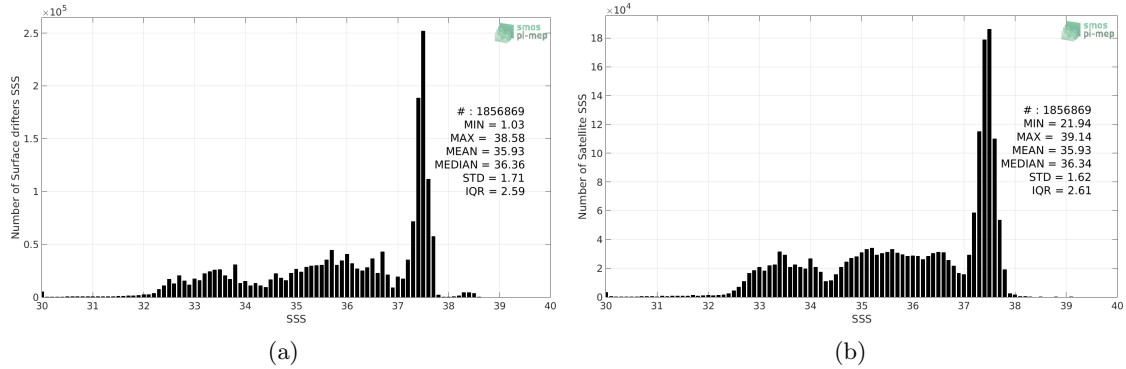 ×10⁵
smos
pi-mep
Number of Surface drifters SSS
2.5
2
1.5
1
0.5
0
# : 1856869
MIN = 1.03
MAX = 38.58
MEAN = 35.93
MEDIAN = 36.36
STD = 1.71
IQR = 2.59
30 31 32 33 34 35 36 37 38 39 40
SSS
(a)
×10⁴
smos
pi-mep
Number of Satellite SSS
18
16
14
12
10
8
6
4
2
0
# : 1856869
MIN = 21.94
MAX = 39.14
MEAN = 35.93
MEDIAN = 36.34
STD = 1.62
IQR = 2.61
30 31 32 33 34 35 36 37 38 39 40
SSS
(b)